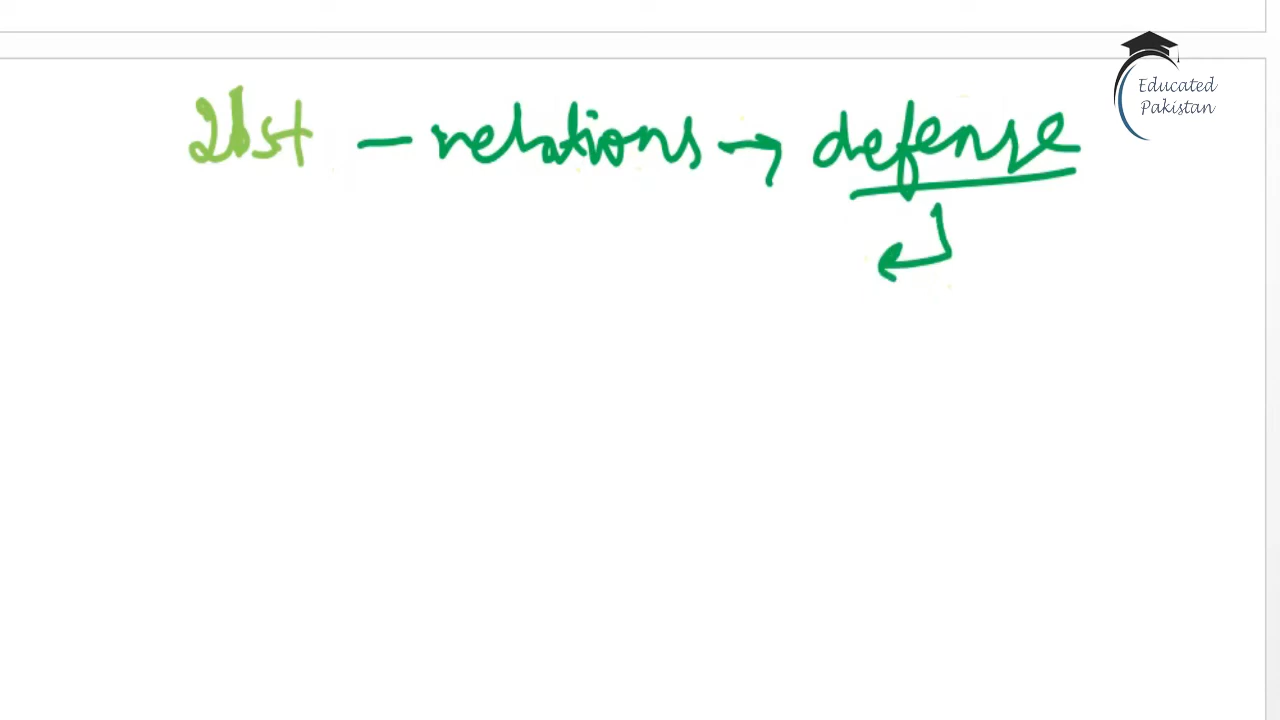 21st – relations → defense
Educated
Pakistan